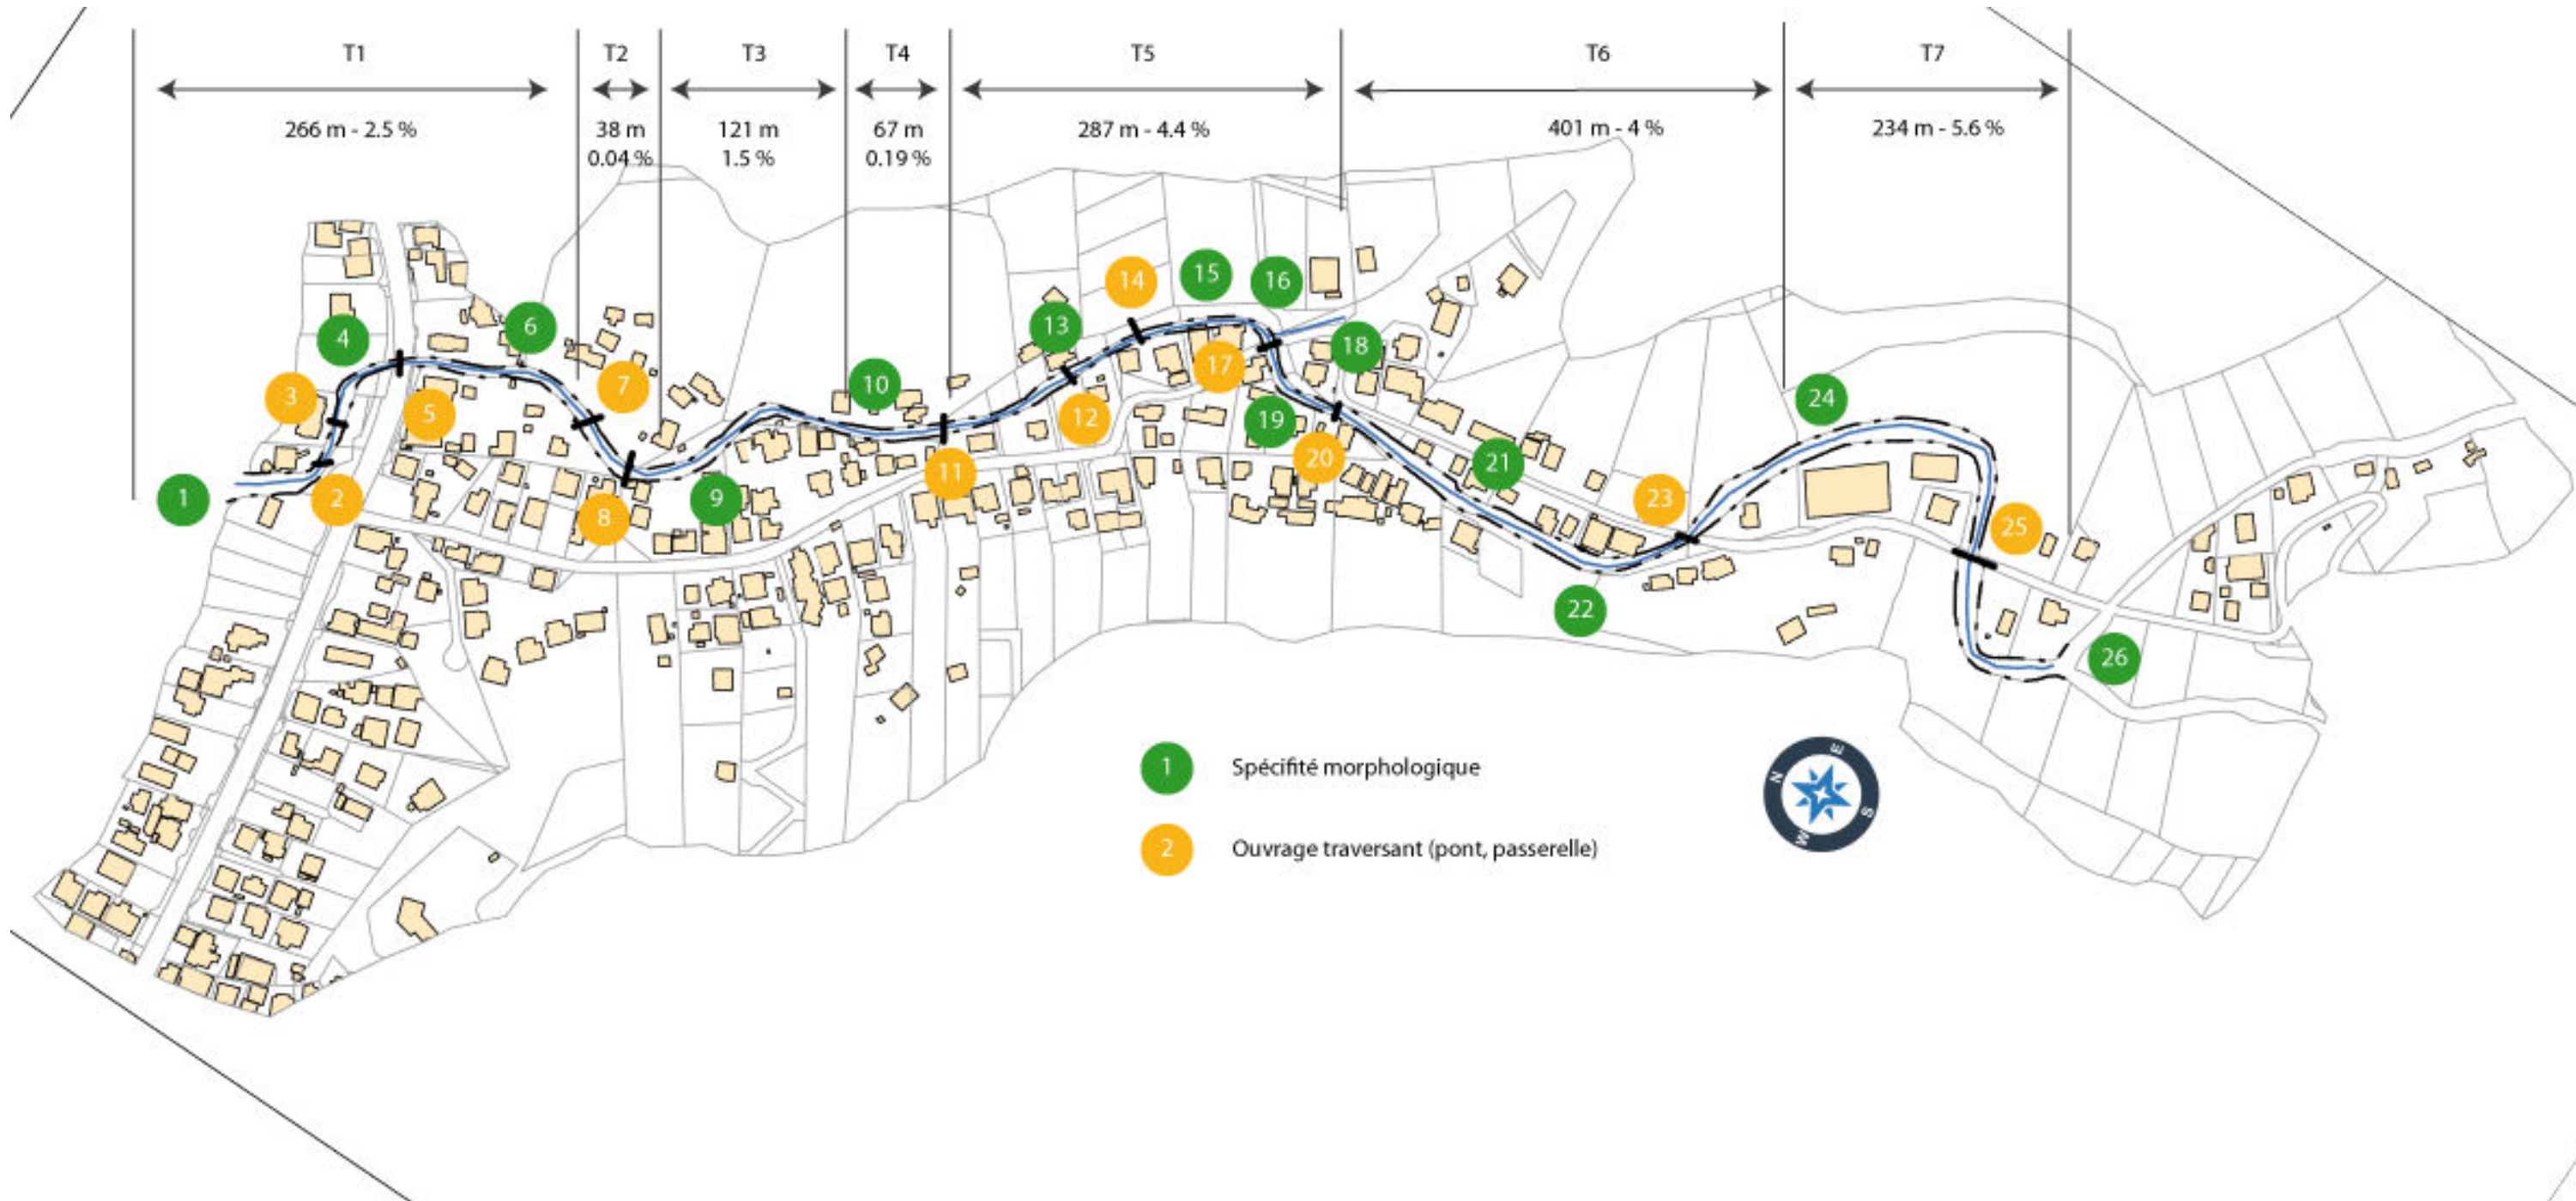 T1
T2
T3
T4
T5
T6
T7
266 m - 2.5 %
38 m
0.04 %
121 m
1.5 %
67 m
0.19 %
287 m - 4.4 %
401 m - 4 %
234 m - 5.6 %
1
2
3
4
5
6
7
8
9
10
11
12
13
14
15
16
17
18
19
20
21
22
23
24
25
26
1 Spécifité morphologique
2 Ouvrage traversant (pont, passerelle)
N
E
S
W